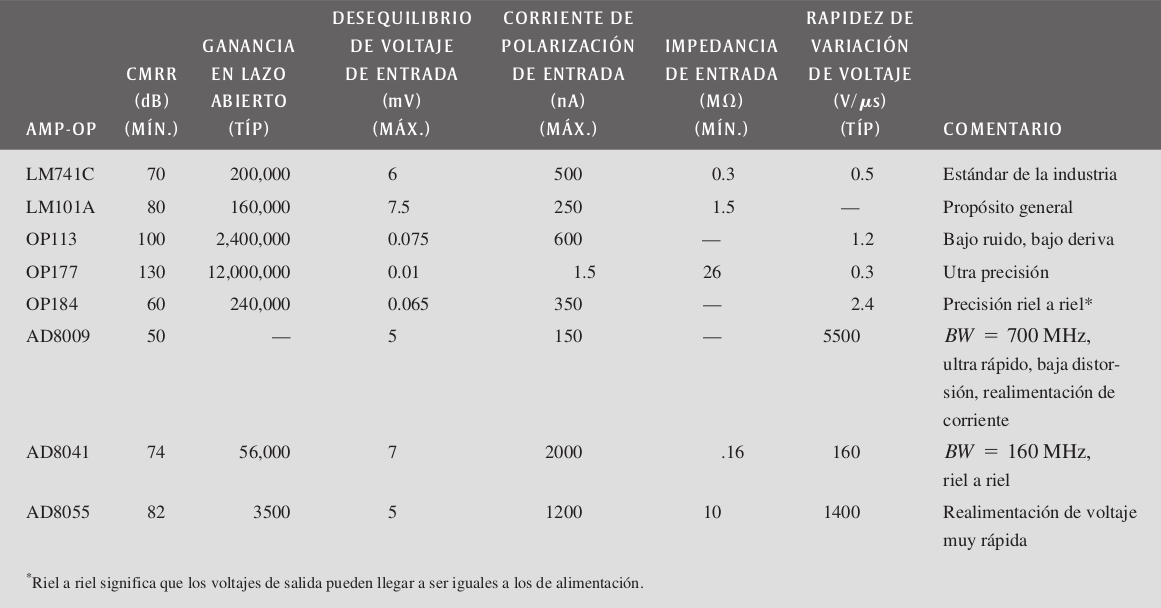 AMP-OP CMRR (dB) (MÍN.) GANANCIA EN LAZO ABIERTO (TÍP) DESEQUILIBRIO DE VOLTAJE DE ENTRADA (mV) (MÁX.) CORRIENTE DE POLARIZACIÓN DE ENTRADA (nA) (MÁX.) IMPEDANCIA DE ENTRADA (MΩ) (MÍN.) RAPIDEZ DE VARIACIÓN DE VOLTAJE (V/μs) (TÍP) COMENTARIO
LM741C 70 200,000 6 500 0.3 0.5 Estándar de la industria
LM101A 80 160,000 7.5 250 1.5 — Propósito general
OP113 100 2,400,000 0.075 600 — 1.2 Bajo ruido, bajo deriva
OP177 130 12,000,000 0.01 1.5 26 0.3 Utra precisión
OP184 60 240,000 0.065 350 — 2.4 Precisión riel a riel*
AD8009 50 — 5 150 — 5500 BW = 700 MHz,
ultra rápido, baja distor-
sión, realimentación de
corriente
AD8041 74 56,000 7 2000 .16 160 BW = 160 MHz,
riel a riel
AD8055 82 3500 5 1200 10 1400 Realimentación de voltaje
muy rápida
*Riel a riel significa que los voltajes de salida pueden llegar a ser iguales a los de alimentación.